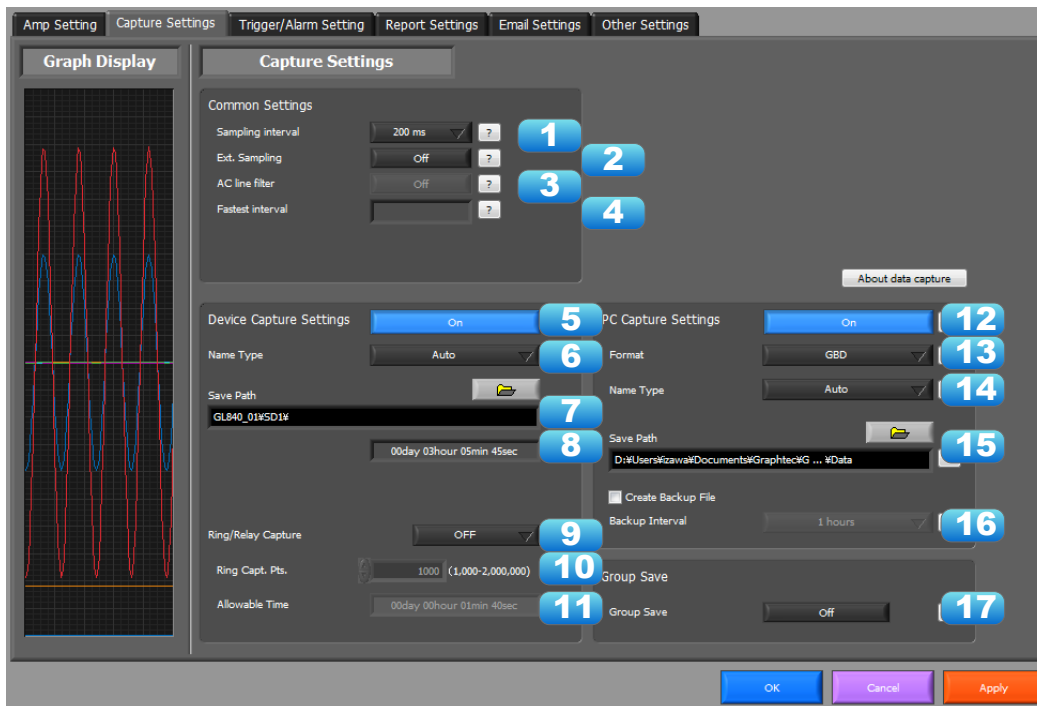 Amp Setting Capture Settings Trigger/Alarm Setting Report Settings Email Settings Other Settings
Graph Display
Capture Settings
Common Settings
Sampling interval 200 ms ? 1
Ext. Sampling Off ? 2
AC line filter Off ? 3
Fastest interval ? 4
About data capture
Device Capture Settings On 5
Name Type Auto 6
Save Path
GL840_01¥SD1¥ 7
00day 03hour 05min 45sec 8
Ring/Relay Capture OFF 9
Ring Capt. Pts. 1000 (1,000-2,000,000) 10
Allowable Time 00day 00hour 01min 40sec 11
PC Capture Settings On 12
Format GBD 13
Name Type Auto 14
Save Path 15
D:¥Users¥izawa¥Documents¥Graphtec¥G ... ¥Data
Create Backup File
Backup Interval 1 hours 16
Group Save
Group Save Off 17
OK Cancel Apply